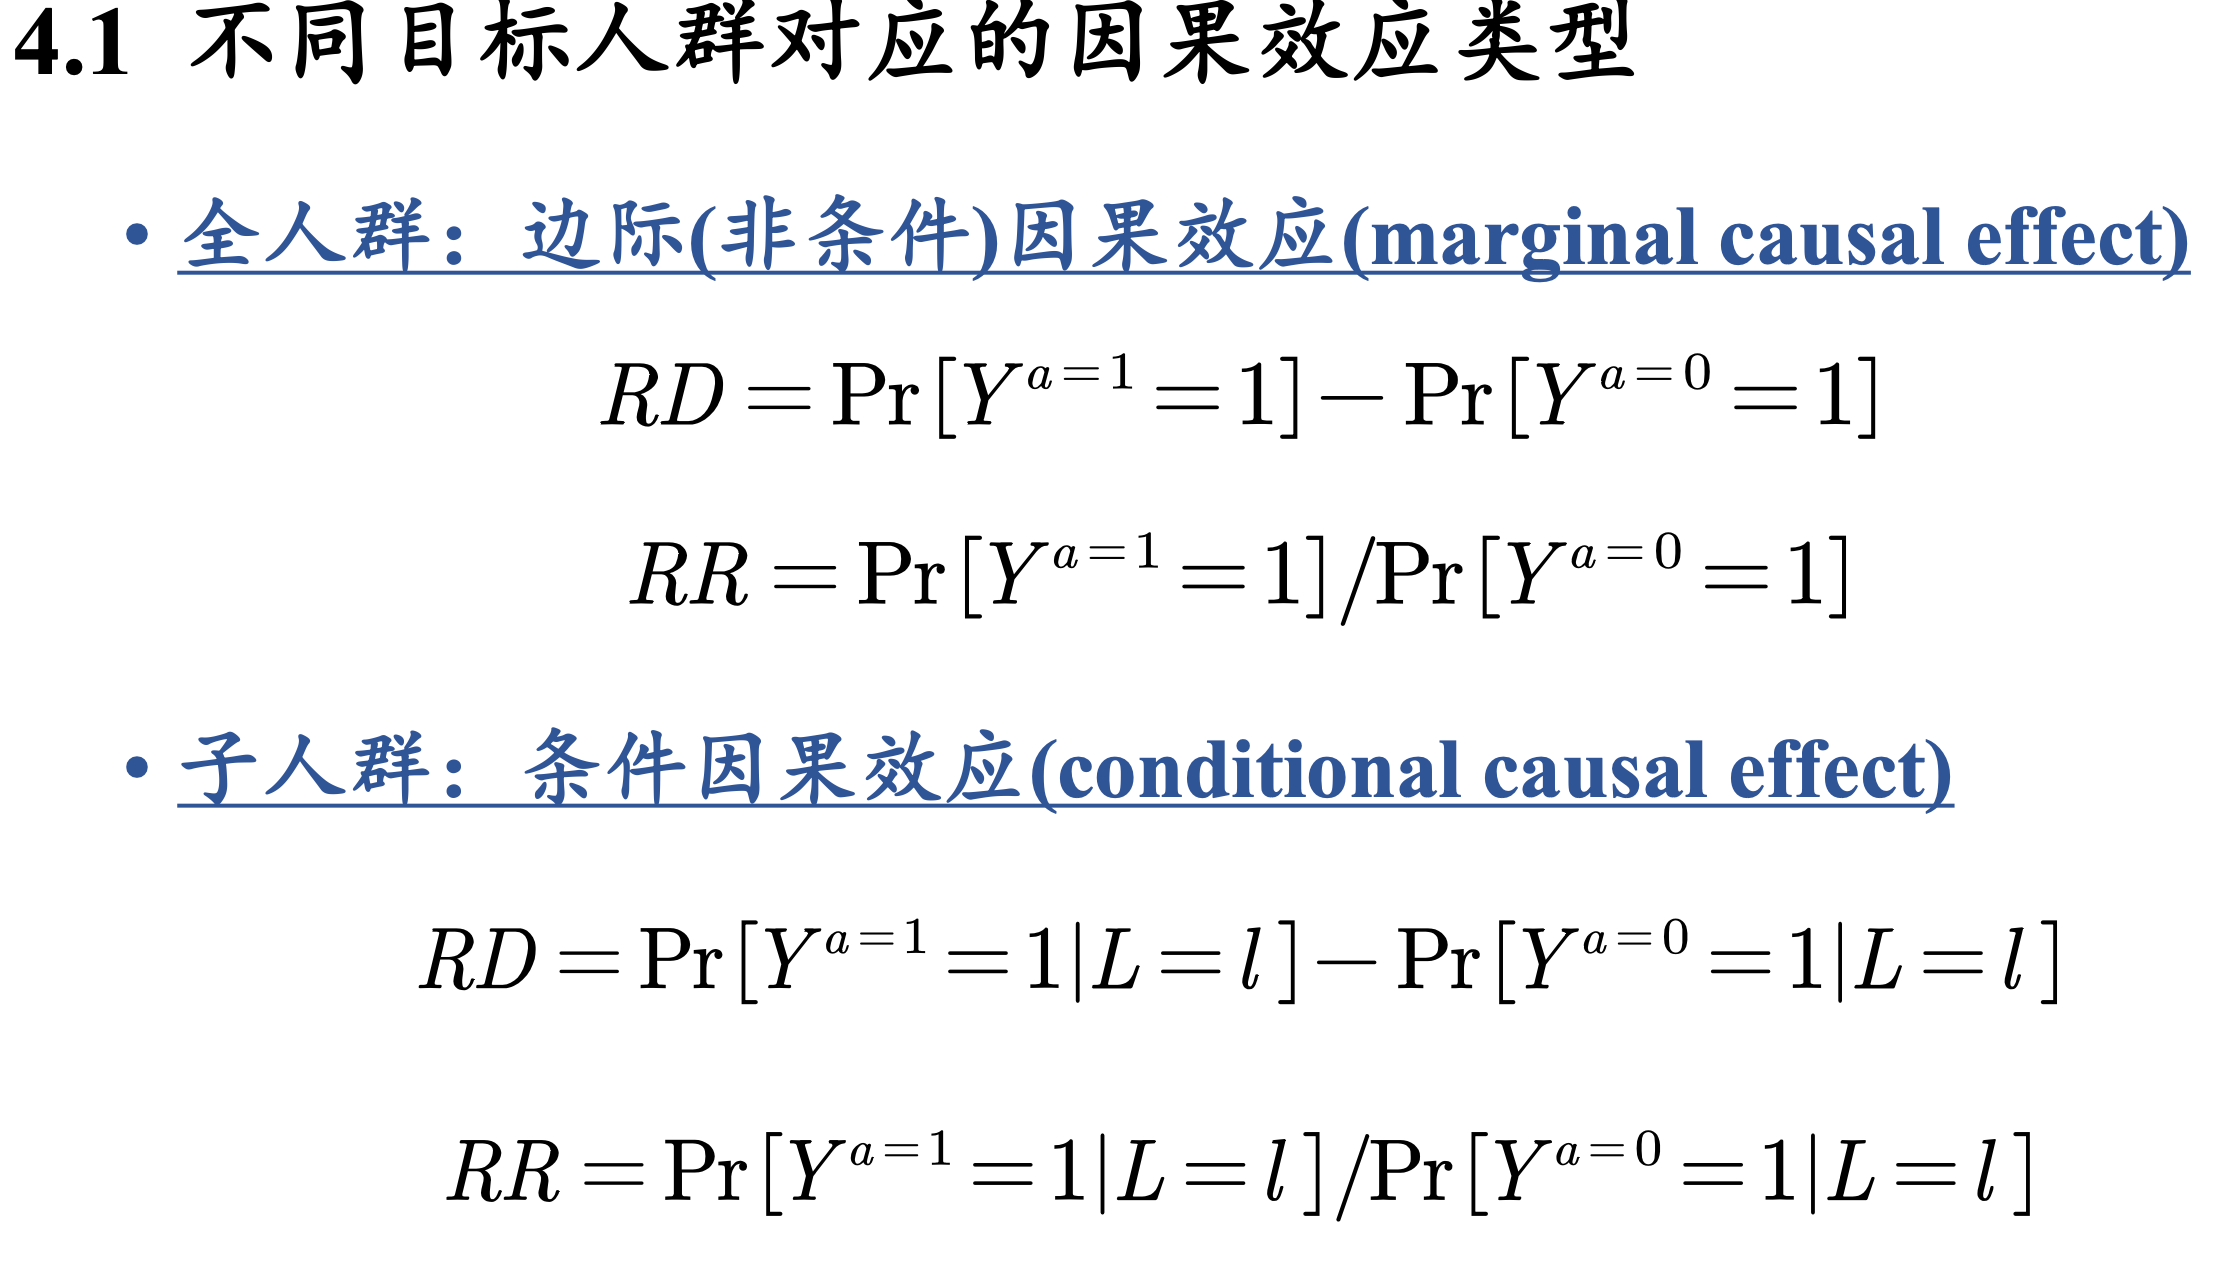 4.1 不同目标人群对应的因果效应类型
• 全人群：边际(非条件)因果效应(marginal causal effect)
RD = Pr[Y^{a=1} = 1] − Pr[Y^{a=0} = 1]
RR = Pr[Y^{a=1} = 1]/Pr[Y^{a=0} = 1]
• 子人群：条件因果效应(conditional causal effect)
RD = Pr[Y^{a=1} = 1|L = l] − Pr[Y^{a=0} = 1|L = l]
RR = Pr[Y^{a=1} = 1|L = l]/Pr[Y^{a=0} = 1|L = l]